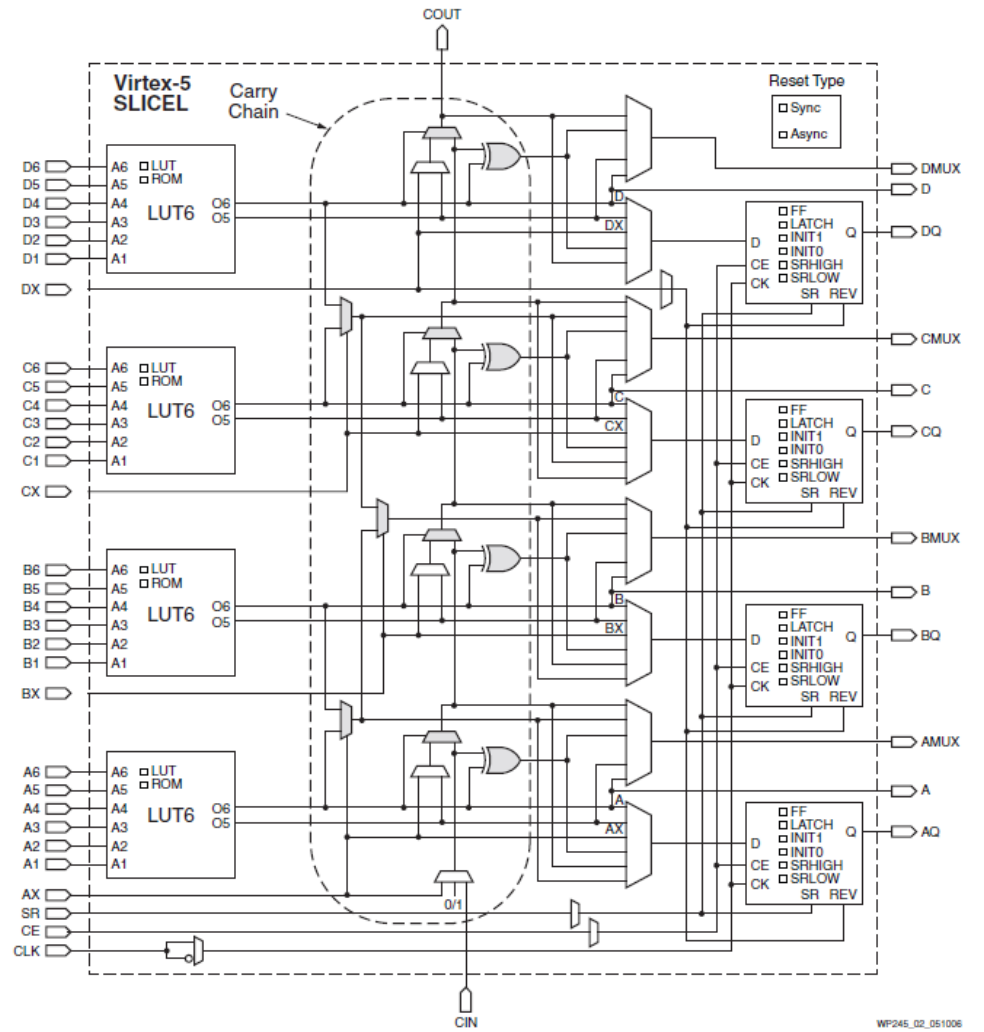 COUT
Virtex-5
SLICEL
Carry
Chain
Reset Type
Sync
Async
D6
D5
D4
D3
D2
D1
DX
A6
A5
A4
A3
A2
A1
LUT
ROM
LUT6
O6
O5
D
DX
D
CE
CK
FF
LATCH
INIT1
INIT0
SRHIGH
SRLOW
SR REV
Q
DMUX
D
DQ
C6
C5
C4
C3
C2
C1
CX
A6
A5
A4
A3
A2
A1
LUT
ROM
LUT6
O6
O5
C
CX
D
CE
CK
FF
LATCH
INIT1
INIT0
SRHIGH
SRLOW
SR REV
Q
CMUX
C
CQ
B6
B5
B4
B3
B2
B1
BX
A6
A5
A4
A3
A2
A1
LUT
ROM
LUT6
O6
O5
B
BX
D
CE
CK
FF
LATCH
INIT1
INIT0
SRHIGH
SRLOW
SR REV
Q
BMUX
B
BQ
A6
A5
A4
A3
A2
A1
AX
SR
CE
CLK
A6
A5
A4
A3
A2
A1
LUT
ROM
LUT6
O6
O5
A
AX
0/1
D
CE
CK
FF
LATCH
INIT1
INIT0
SRHIGH
SRLOW
SR REV
Q
AMUX
A
AQ
CIN
WP245_02_051006